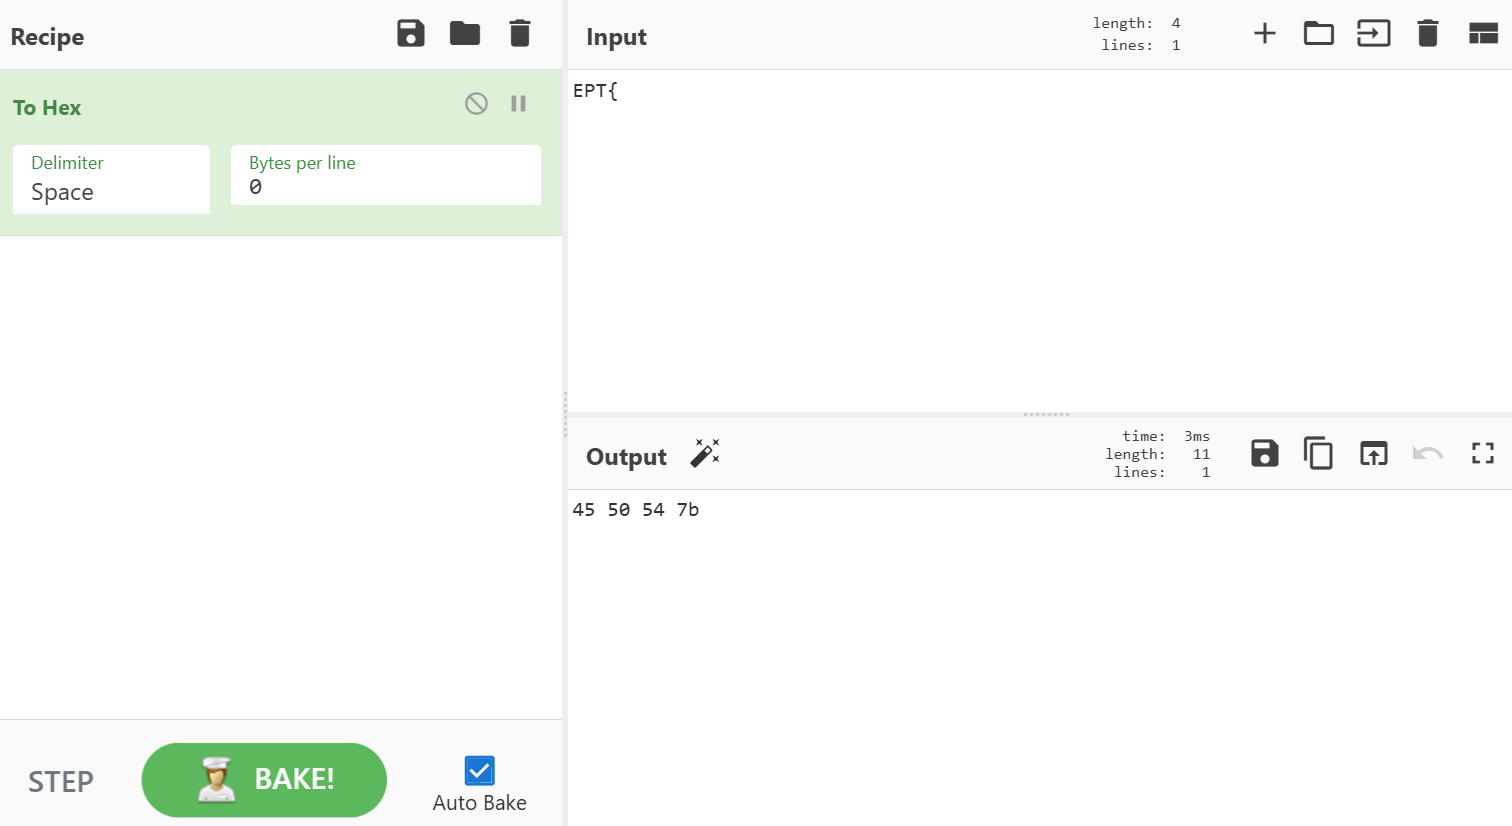 Recipe
To Hex
Delimiter
Space
Bytes per line
0
STEP
BAKE!
Auto Bake
Input
length: 4
lines: 1
EPT{
Output
time: 3ms
length: 11
lines: 1
45 50 54 7b